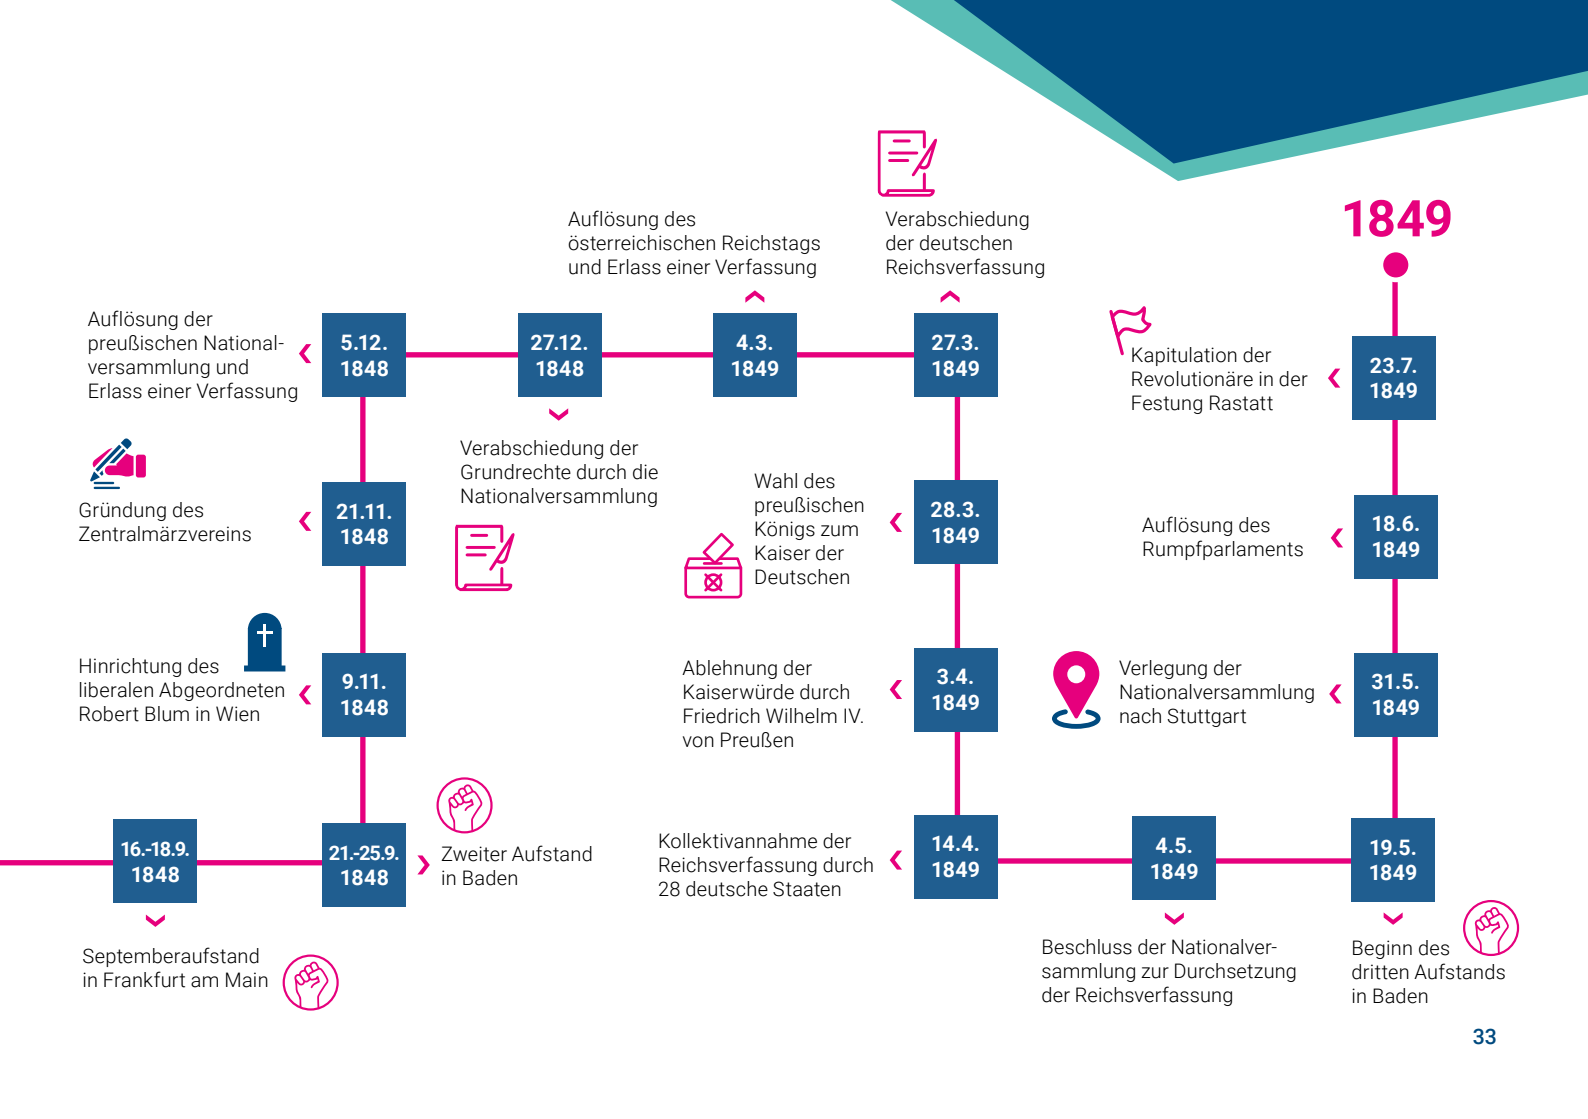 16.-18.9.
1848
Septemberaufstand
in Frankfurt am Main
21.-25.9.
1848
Zweiter Aufstand
in Baden
9.11.
1848
Hinrichtung des
liberalen Abgeordneten
Robert Blum in Wien
21.11.
1848
Gründung des
Zentralmärzvereins
5.12.
1848
Auflösung der
preußischen National-
versammlung und
Erlass einer Verfassung
27.12.
1848
Verabschiedung der
Grundrechte durch die
Nationalversammlung
4.3.
1849
Auflösung des
österreichischen Reichstags
und Erlass einer Verfassung
27.3.
1849
Verabschiedung
der deutschen
Reichsverfassung
28.3.
1849
Wahl des
preußischen
Königs zum
Kaiser der
Deutschen
3.4.
1849
Ablehnung der
Kaiserwürde durch
Friedrich Wilhelm IV.
von Preußen
14.4.
1849
Kollektivannahme der
Reichsverfassung durch
28 deutsche Staaten
4.5.
1849
Beschluss der Nationalver-
sammlung zur Durchsetzung
der Reichsverfassung
19.5.
1849
Beginn des
dritten Aufstands
in Baden
31.5.
1849
Verlegung der
Nationalversammlung
nach Stuttgart
18.6.
1849
Auflösung des
Rumpfparlaments
23.7.
1849
Kapitulation der
Revolutionäre in der
Festung Rastatt
1849
33